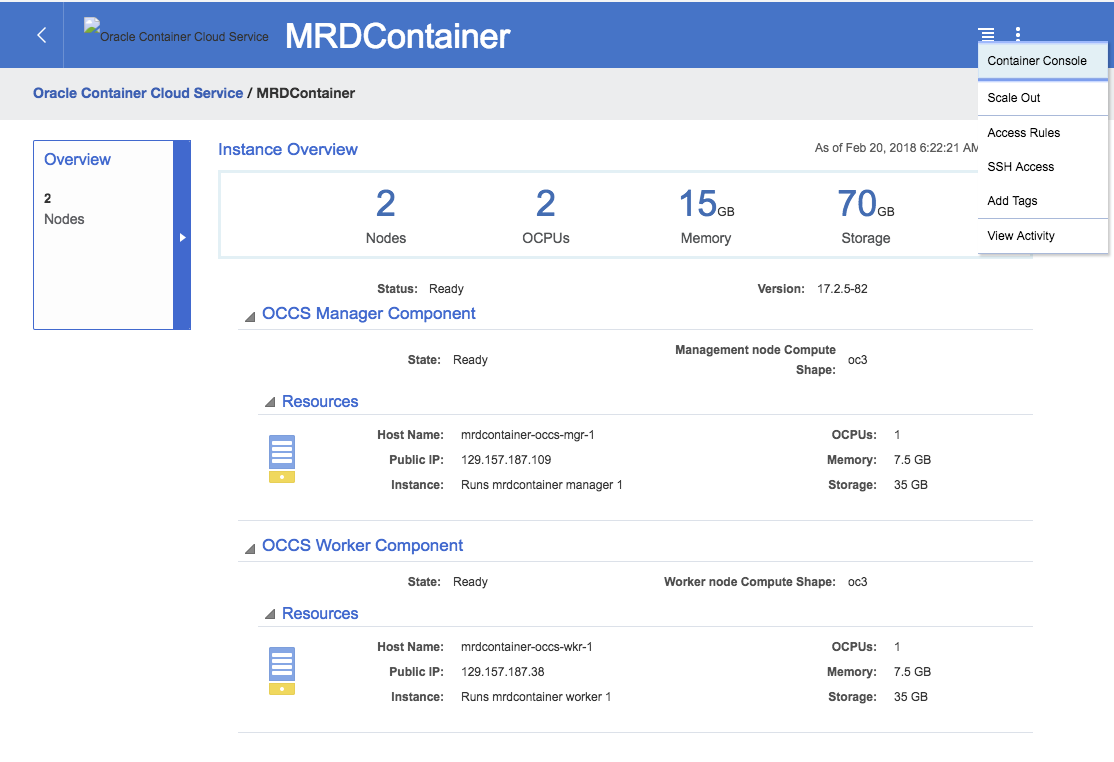 Oracle Container Cloud Service MRDContainer
Oracle Container Cloud Service / MRDContainer
Container Console
Scale Out
Access Rules
SSH Access
Add Tags
View Activity
Overview
2
Nodes
Instance Overview
As of Feb 20, 2018 6:22:21 AM
2 2 15GB 70GB
Nodes OCPUs Memory Storage
Status: Ready Version: 17.2.5-82
OCCS Manager Component
State: Ready Management node Compute
Shape: oc3
Resources
Host Name: mrdcontainer-occs-mgr-1 OCPUs: 1
Public IP: 129.157.187.109 Memory: 7.5 GB
Instance: Runs mrdcontainer manager 1 Storage: 35 GB
OCCS Worker Component
State: Ready Worker node Compute Shape: oc3
Resources
Host Name: mrdcontainer-occs-wkr-1 OCPUs: 1
Public IP: 129.157.187.38 Memory: 7.5 GB
Instance: Runs mrdcontainer worker 1 Storage: 35 GB